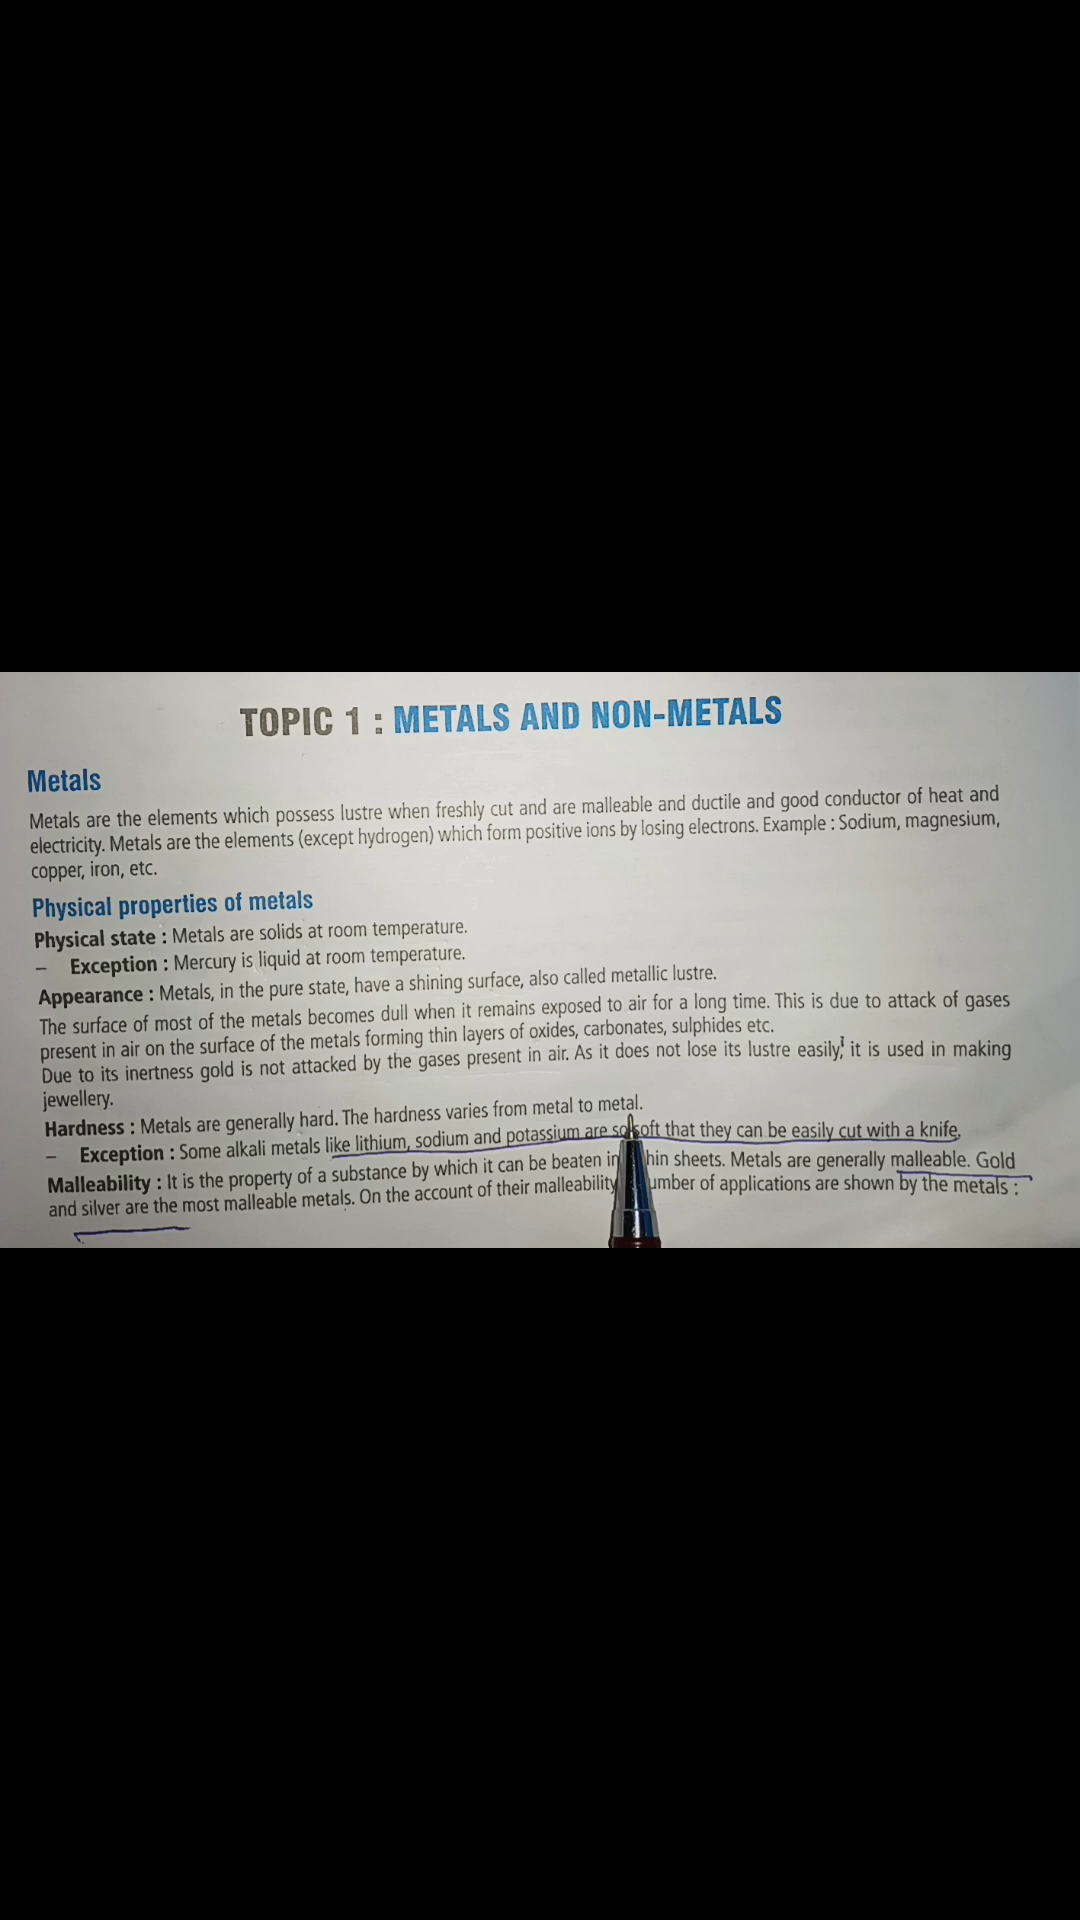 TOPIC 1 : METALS AND NON-METALS
Metals
Metals are the elements which possess lustre when freshly cut and are malleable and ductile and good conductor of heat and
electricity. Metals are the elements (except hydrogen) which form positive ions by losing electrons. Example : Sodium, magnesium,
copper, iron, etc.
Physical properties of metals
Physical state : Metals are solids at room temperature.
– Exception : Mercury is liquid at room temperature.
Appearance : Metals, in the pure state, have a shining surface, also called metallic lustre.
The surface of most of the metals becomes dull when it remains exposed to air for a long time. This is due to attack of gases
present in air on the surface of the metals forming thin layers of oxides, carbonates, sulphides etc.
Due to its inertness gold is not attacked by the gases present in air. As it does not lose its lustre easily, it is used in making
jewellery.
Hardness : Metals are generally hard. The hardness varies from metal to metal.
– Exception : Some alkali metals like lithium, sodium and potassium are so soft that they can be easily cut with a knife.
Malleability : It is the property of a substance by which it can be beaten in hin sheets. Metals are generally malleable. Gold
and silver are the most malleable metals. On the account of their malleability umber of applications are shown by the metals :